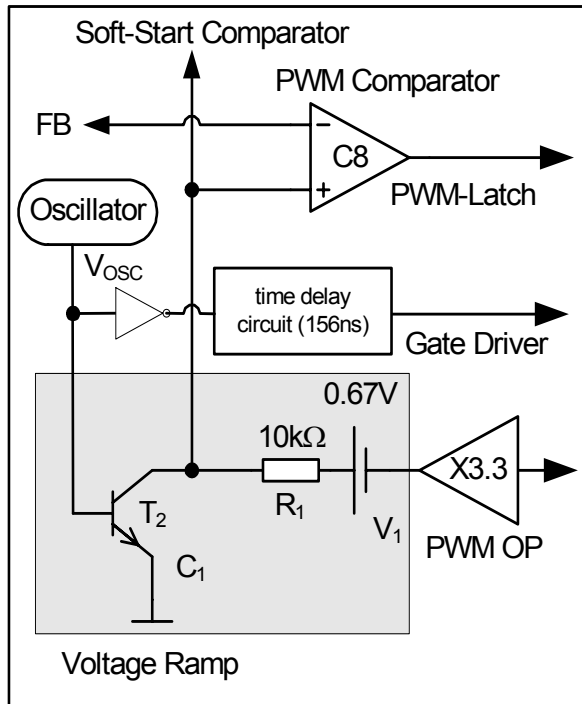 Soft-Start Comparator
PWM Comparator
FB
−
C8
+
PWM-Latch
Oscillator
VOSC
time delay
circuit (156ns)
Gate Driver
0.67V
10kΩ
X3.3
T2
R1
V1
PWM OP
C1
Voltage Ramp